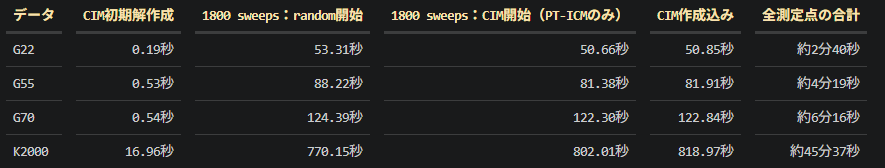 データ CIM初期解作成 1800 sweeps：random開始 1800 sweeps：CIM開始（PT-ICMのみ） CIM作成込み 全測定点の合計
G22 0.19秒 53.31秒 50.66秒 50.85秒 約2分40秒
G55 0.53秒 88.22秒 81.38秒 81.91秒 約4分19秒
G70 0.54秒 124.39秒 122.30秒 122.84秒 約6分16秒
K2000 16.96秒 770.15秒 802.01秒 818.97秒 約45分37秒